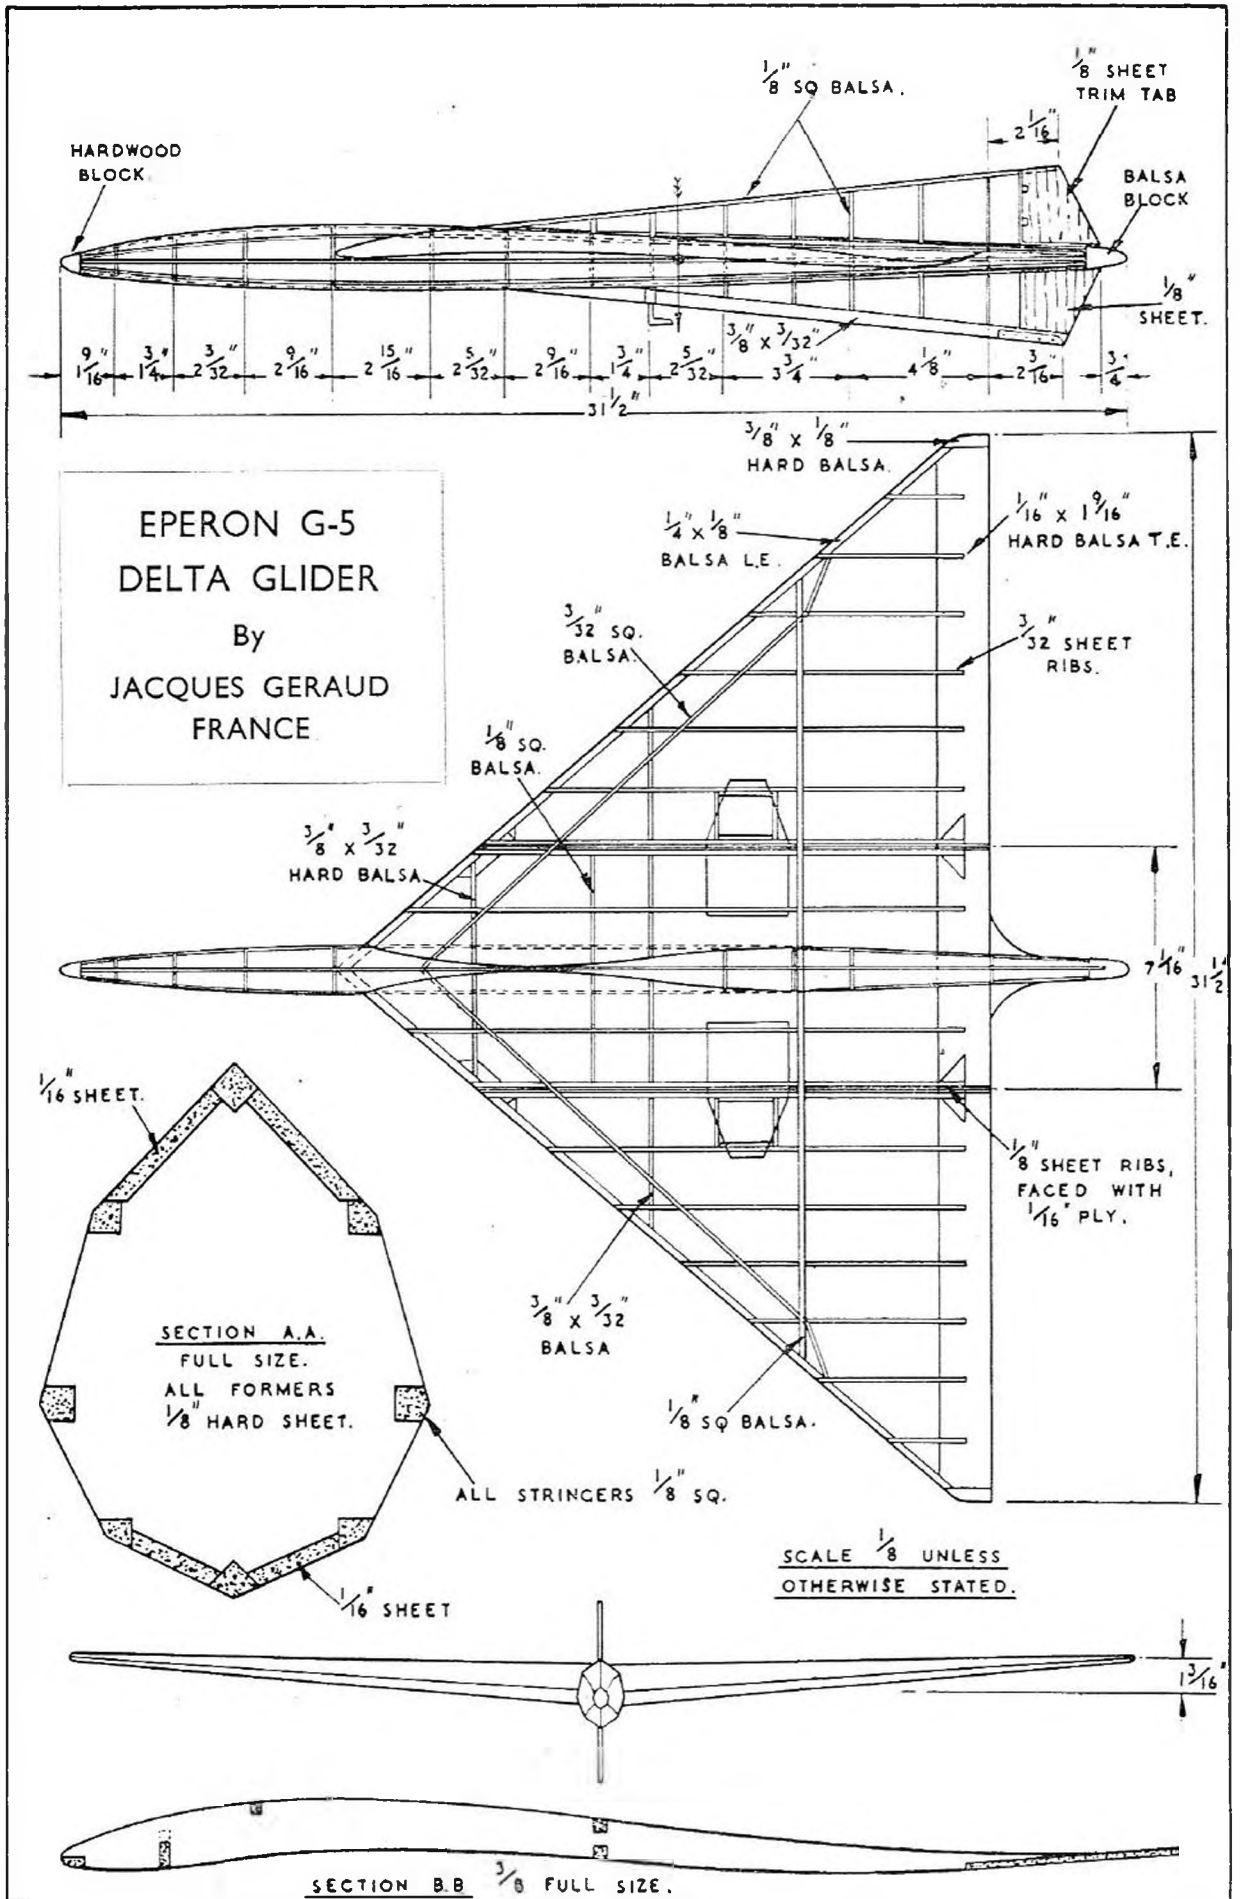 1/8" SQ BALSA.
1/8" SHEET
TRIM TAB
2 1/16"
HARDWOOD
BLOCK
BALSA
BLOCK
1/8"
SHEET.
3/8" X 3/32"
1 9/16" 1 3/4" 2 3/32" 2 9/16" 2 15/16" 2 5/32" 2 9/16" 1 3/4" 2 5/32" 3 3/4" 4 1/8" 2 3/16" 3/4"
31 1/2"
3/8" X 1/8"
HARD BALSA.
EPERON G-5
DELTA GLIDER
By
JACQUES GERAUD
FRANCE
1/4" X 1/8"
BALSA L.E.
1/16" X 1 9/16"
HARD BALSA T.E.
3/32" SQ.
BALSA.
3/32" SHEET
RIBS.
1/8" SQ.
BALSA.
3/8" X 3/32"
HARD BALSA
7 1/16"
31 1/2"
1/16" SHEET.
1/8" SHEET RIBS,
FACED WITH
1/16" PLY.
3/8" X 3/32"
BALSA
SECTION A.A.
FULL SIZE.
ALL FORMERS
1/8" HARD SHEET.
1/8" SQ BALSA.
ALL STRINGERS 1/8" SQ.
SCALE 1/8 UNLESS
OTHERWISE STATED.
1/16" SHEET
1 3/16"
SECTION B.B 3/8 FULL SIZE.